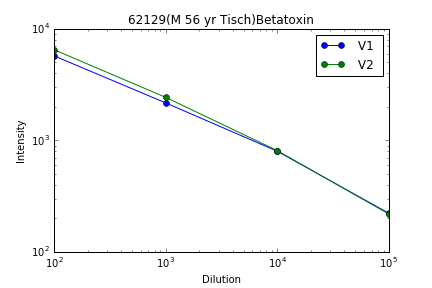 62129(M 56 yr Tisch)Betatoxin
10^4
V1
V2
10^3
Intensity
10^2
10^2 10^3 10^4 10^5
Dilution